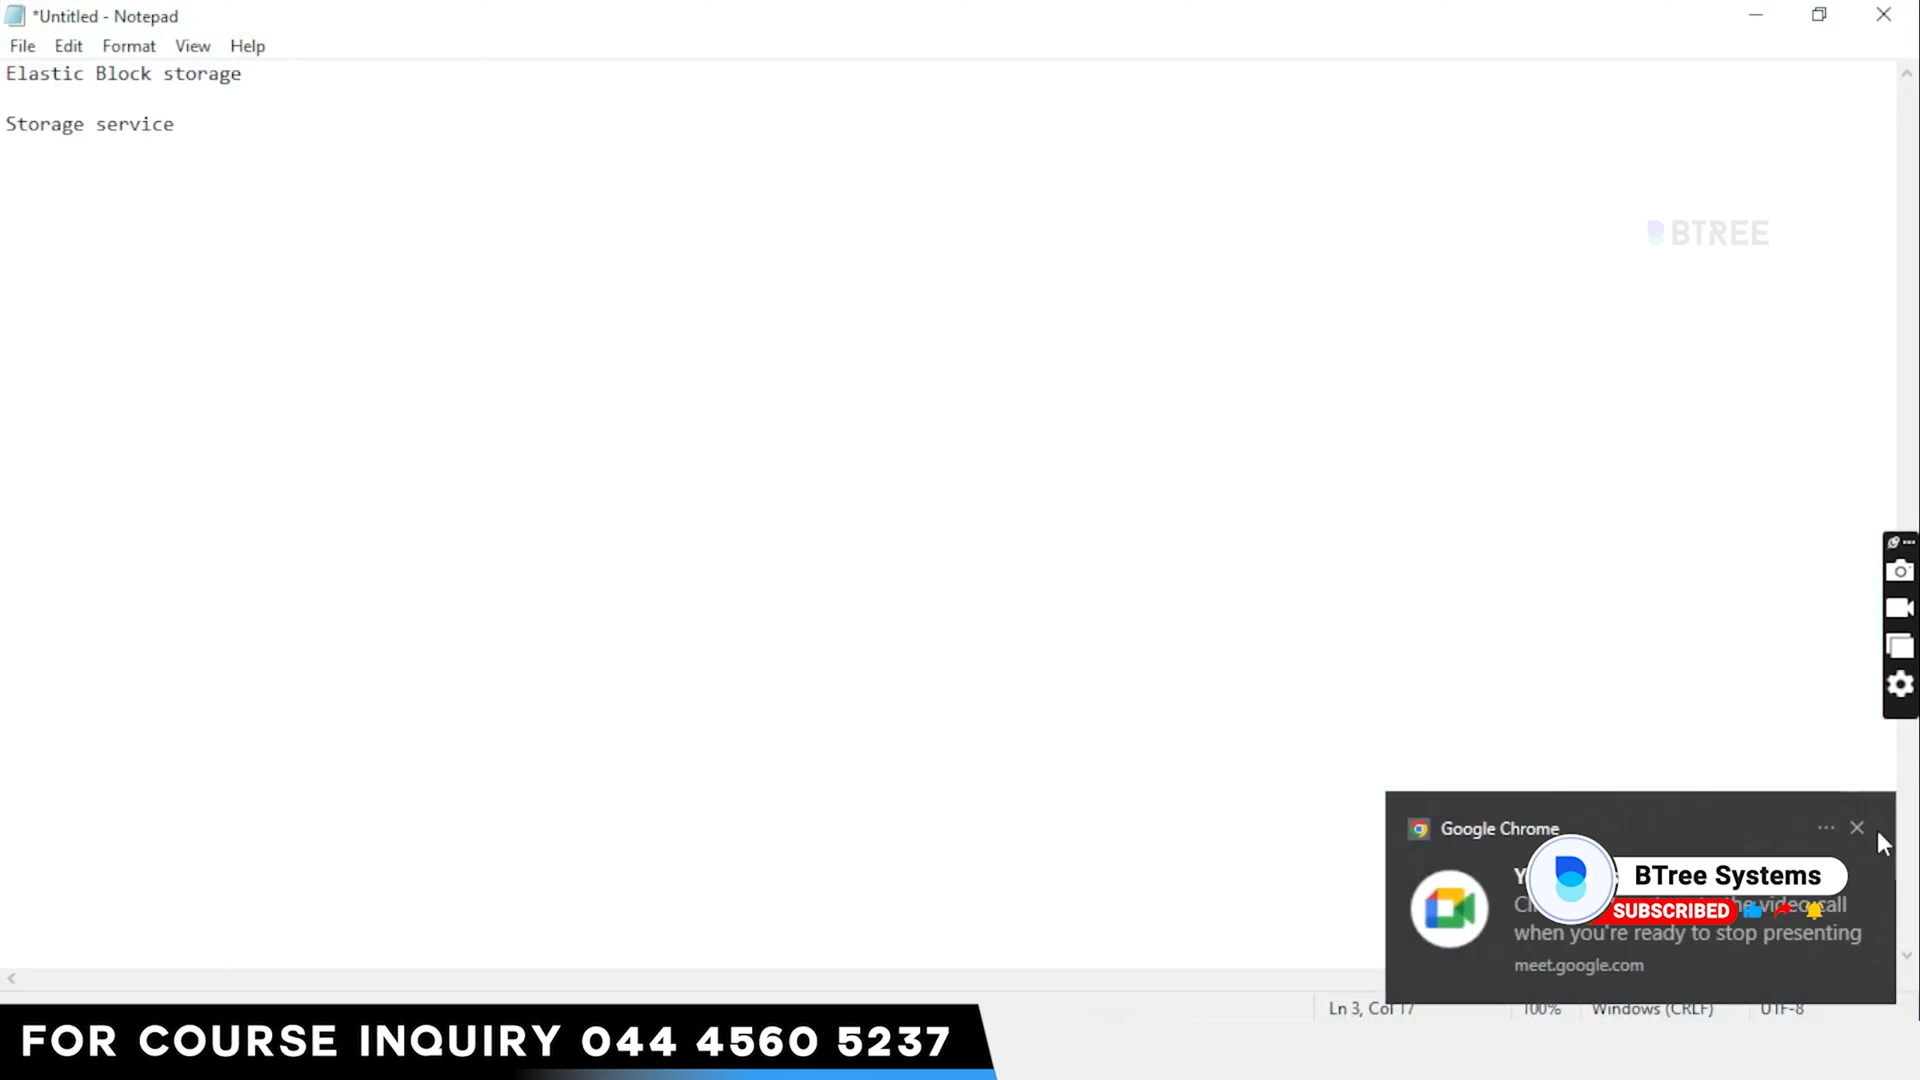 *Untitled - Notepad
File Edit Format View Help
Elastic Block storage
Storage service
BTREE
Google Chrome
BTree Systems
SUBSCRIBED
video call
when you're ready to stop presenting
meet.google.com
Ln 3, Col 17 100% Windows (CRLF) UTF-8
FOR COURSE INQUIRY 044 4560 5237